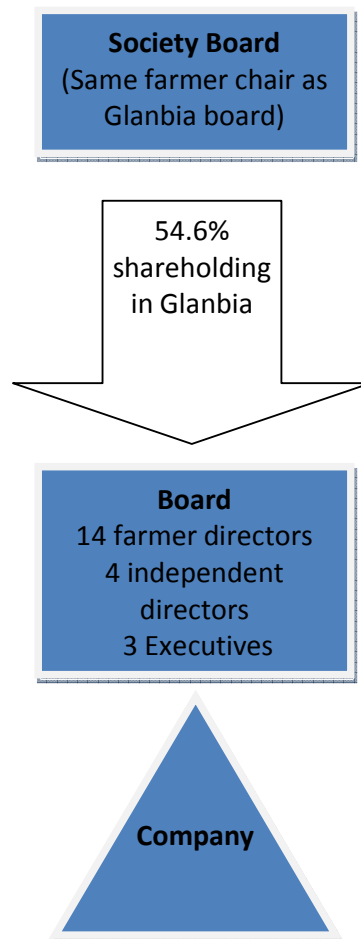 Society Board
(Same farmer chair as
Glanbia board)
54.6%
shareholding
in Glanbia
Board
14 farmer directors
4 independent
directors
3 Executives
Company